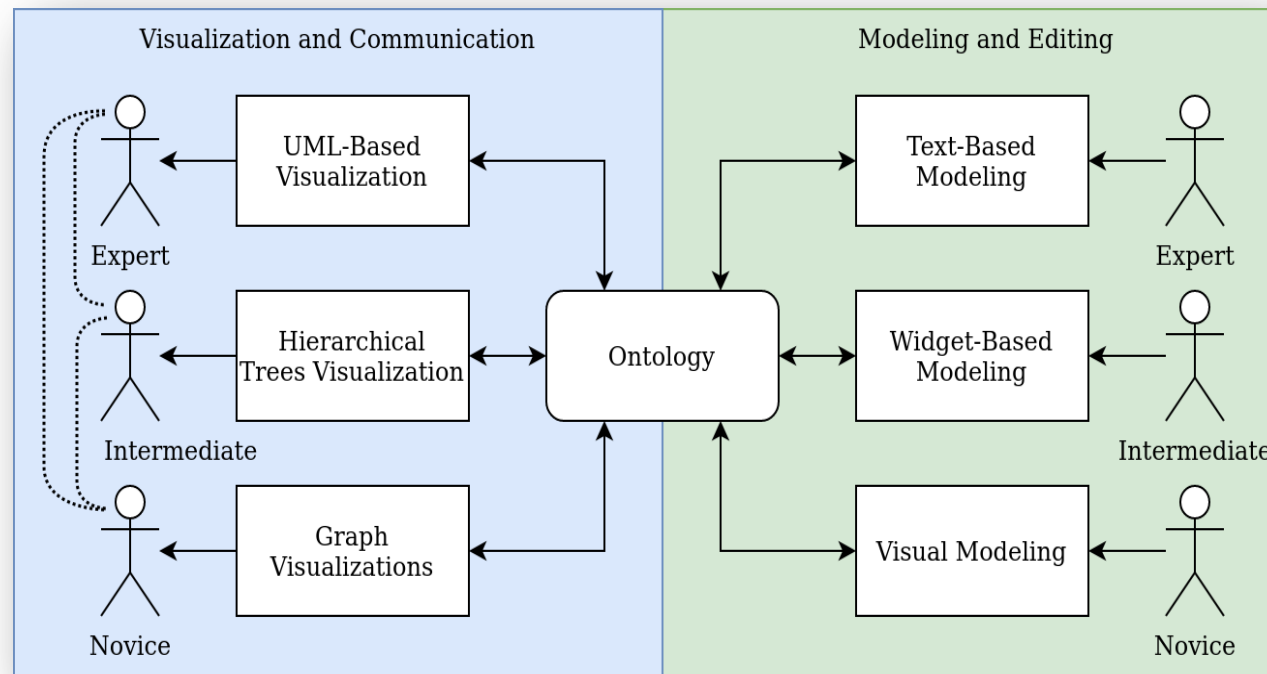 Visualization and Communication
Modeling and Editing
UML-Based
Visualization
Text-Based
Modeling
Expert
Expert
Hierarchical
Trees Visualization
Ontology
Widget-Based
Modeling
Intermediate
Intermediate
Graph
Visualizations
Visual Modeling
Novice
Novice